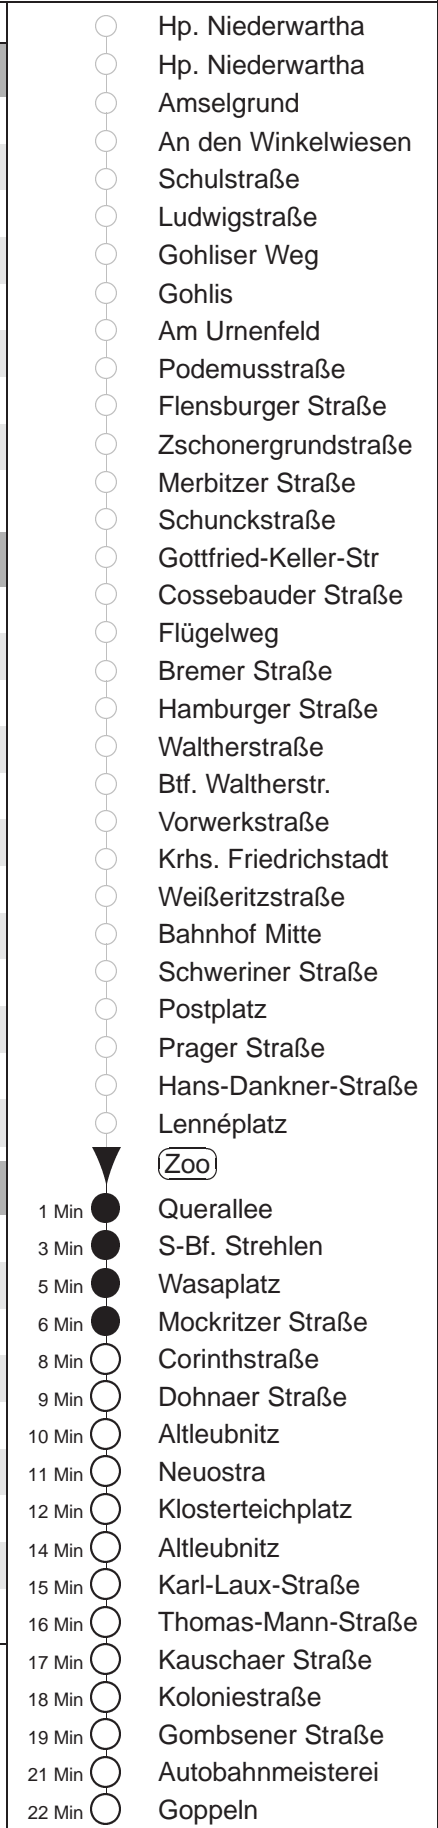 Hp. Niederwartha
Hp. Niederwartha
Amselgrund
An den Winkelwiesen
Schulstraße
Ludwigstraße
Gohliser Weg
Gohlis
Am Urnenfeld
Podemusstraße
Flensburger Straße
Zschonergrundstraße
Merbitzer Straße
Schunckstraße
Gottfried-Keller-Str
Cossebauder Straße
Flügelweg
Bremer Straße
Hamburger Straße
Waltherstraße
Btf. Waltherstr.
Vorwerkstraße
Krhs. Friedrichstadt
Weißeritzstraße
Bahnhof Mitte
Schweriner Straße
Postplatz
Prager Straße
Hans-Dankner-Straße
Lennéplatz
Zoo
1 Min Querallee
3 Min S-Bf. Strehlen
5 Min Wasaplatz
6 Min Mockritzer Straße
8 Min Corinthstraße
9 Min Dohnaer Straße
10 Min Altleubnitz
11 Min Neuostra
12 Min Klosterteichplatz
14 Min Altleubnitz
15 Min Karl-Laux-Straße
16 Min Thomas-Mann-Straße
17 Min Kauschaer Straße
18 Min Koloniestraße
19 Min Gombsener Straße
21 Min Autobahnmeisterei
22 Min Goppeln